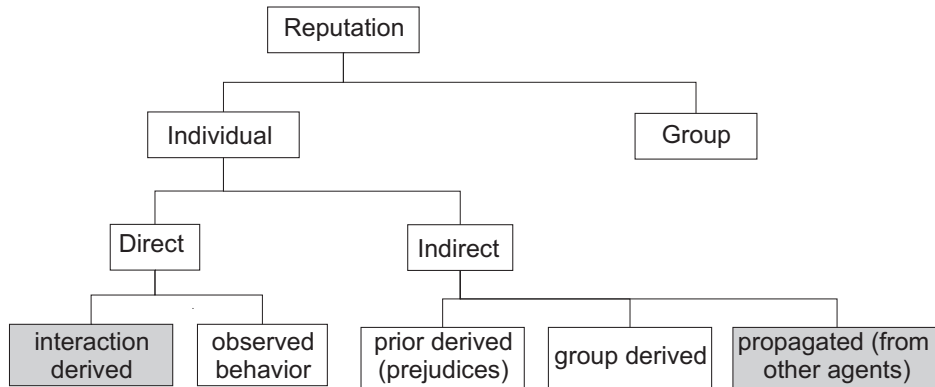 Reputation
Individual
Group
Direct
Indirect
interaction
derived
observed
behavior
prior derived
(prejudices)
group derived
propagated (from
other agents)